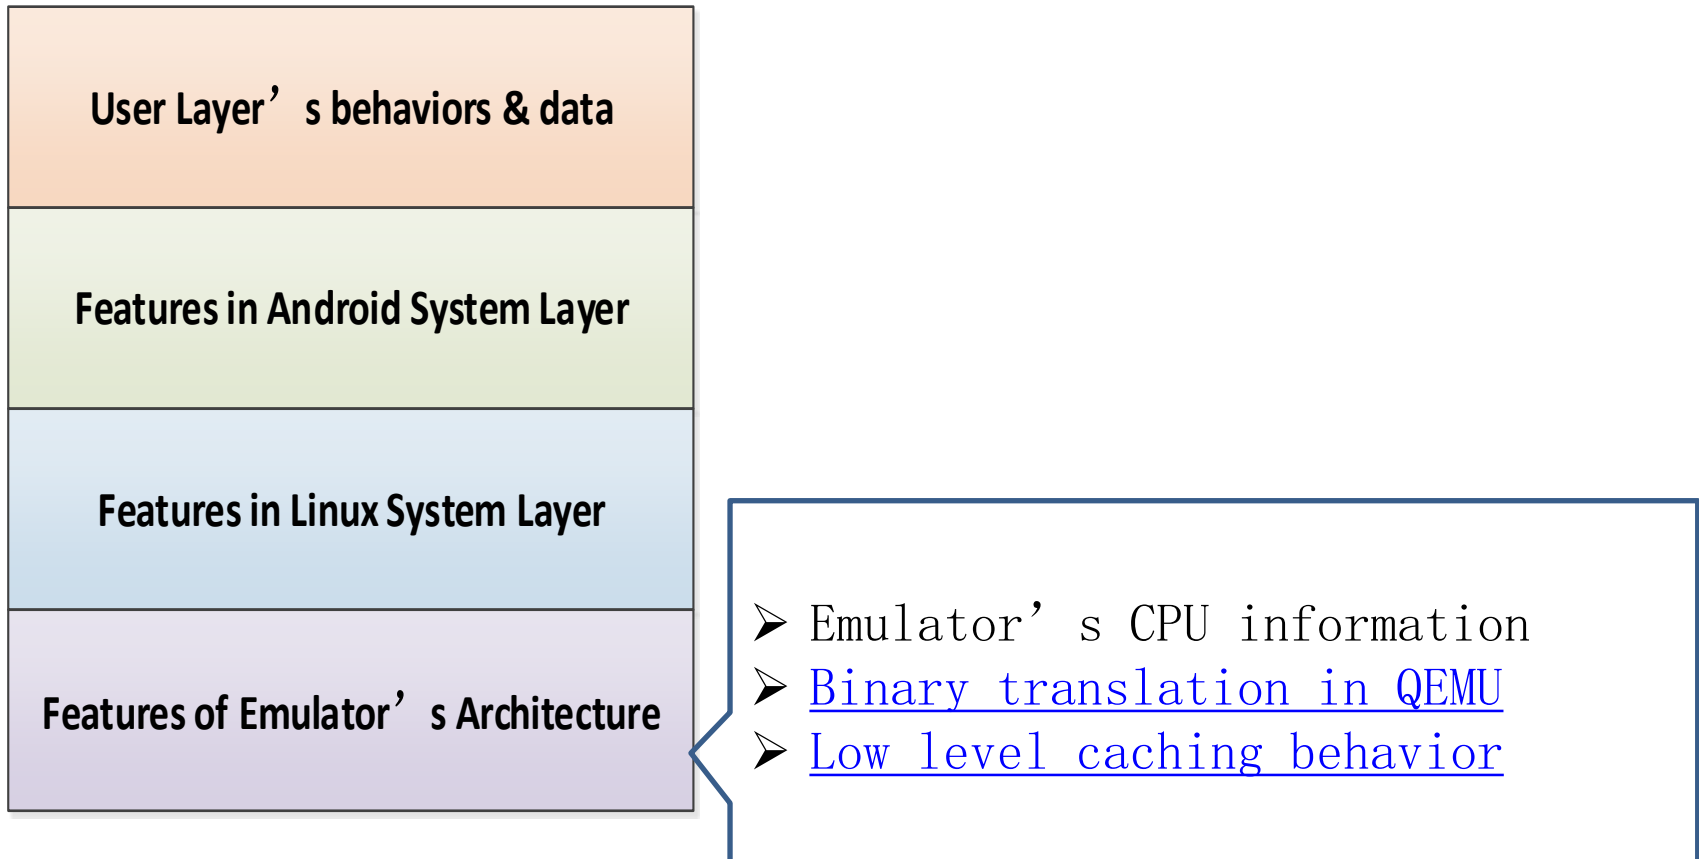 User Layer’s behaviors & data
Features in Android System Layer
Features in Linux System Layer
Features of Emulator’s Architecture
➢ Emulator’s CPU information
➢ Binary translation in QEMU
➢ Low level caching behavior